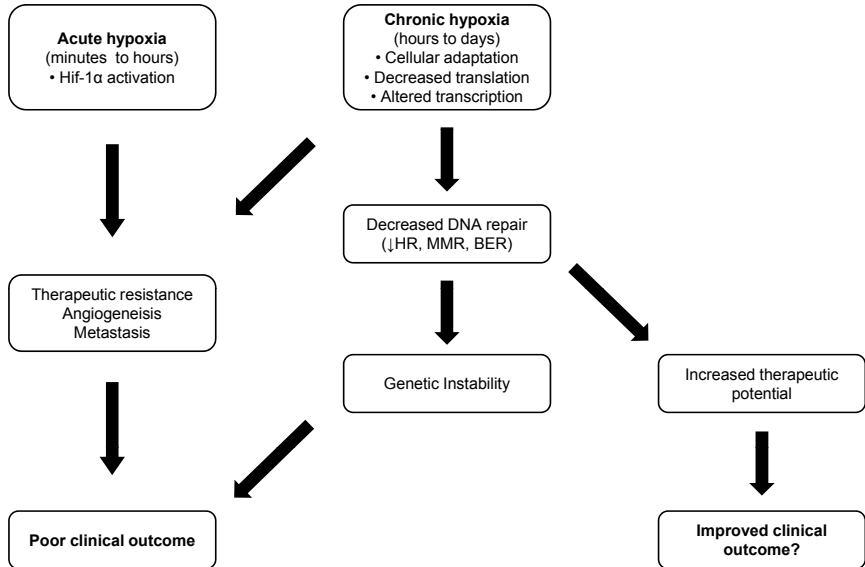 Acute hypoxia
(minutes to hours)
• Hif-1α activation
Chronic hypoxia
(hours to days)
• Cellular adaptation
• Decreased translation
• Altered transcription
Decreased DNA repair
(↓HR, MMR, BER)
Therapeutic resistance
Angiogeneisis
Metastasis
Genetic Instability
Increased therapeutic
potential
Poor clinical outcome
Improved clinical
outcome?